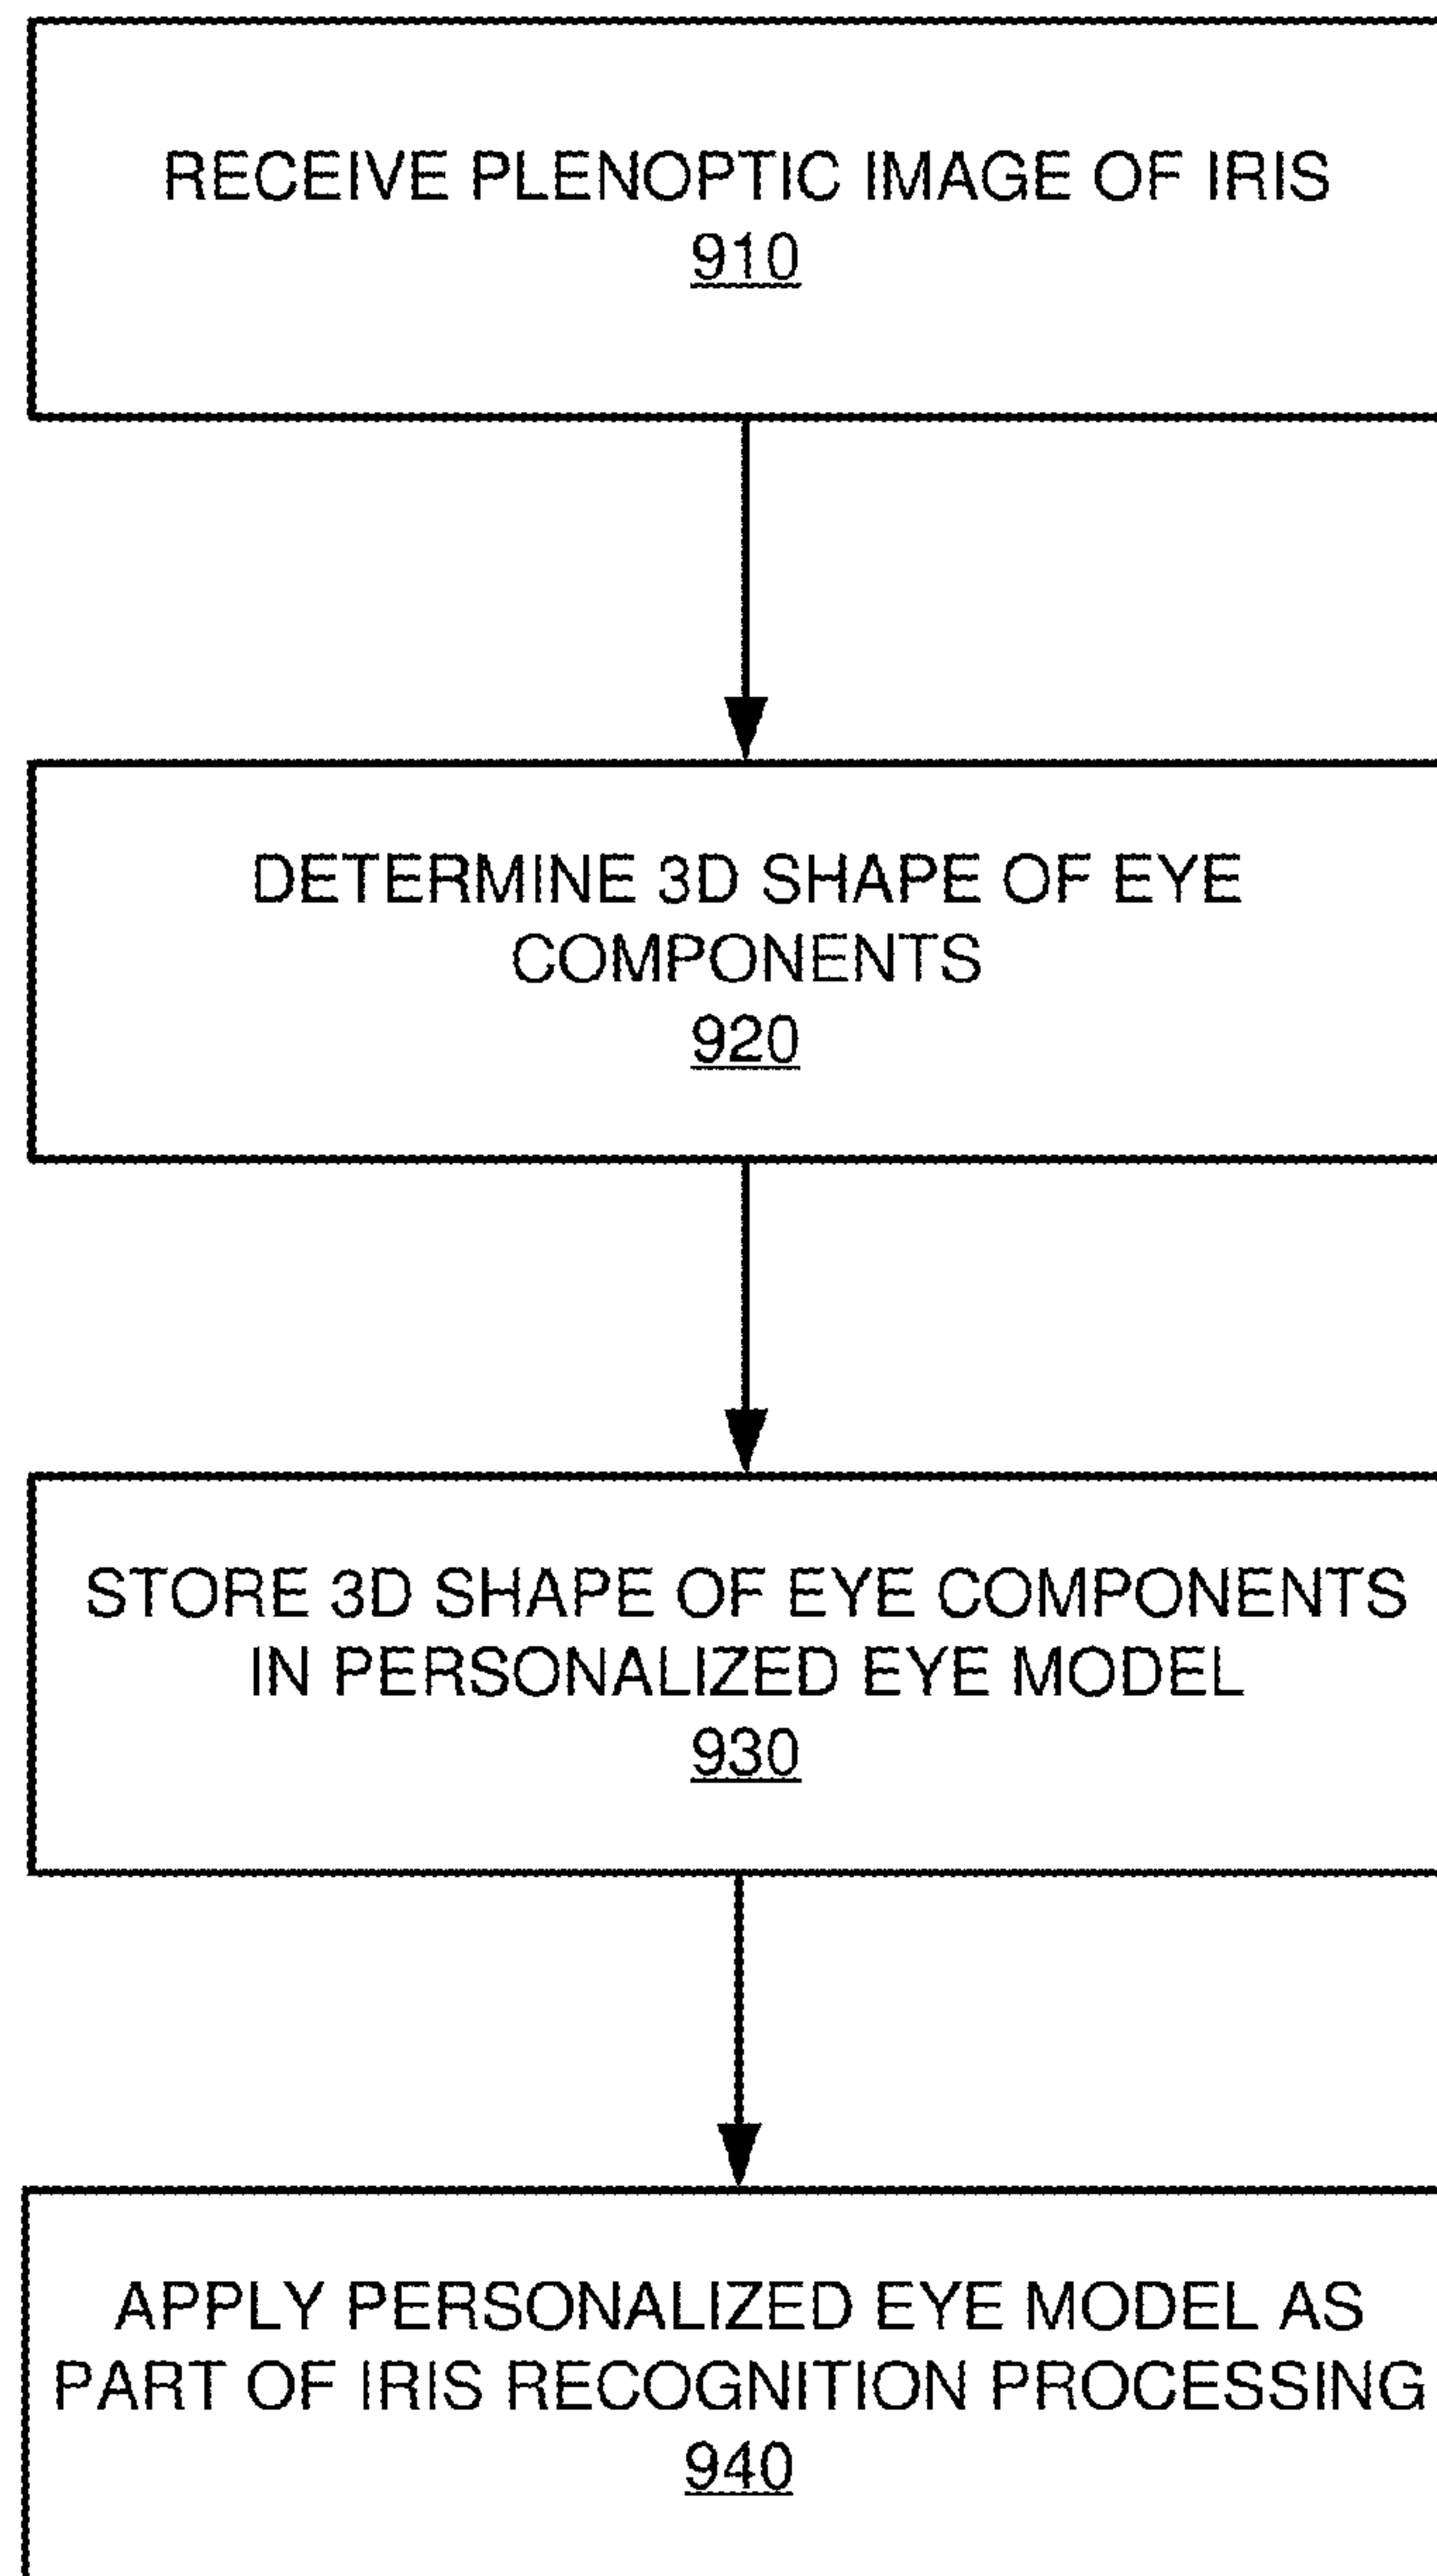 RECEIVE PLENOPTIC IMAGE OF IRIS
910
DETERMINE 3D SHAPE OF EYE
COMPONENTS
920
STORE 3D SHAPE OF EYE COMPONENTS
IN PERSONALIZED EYE MODEL
930
APPLY PERSONALIZED EYE MODEL AS
PART OF IRIS RECOGNITION PROCESSING
940